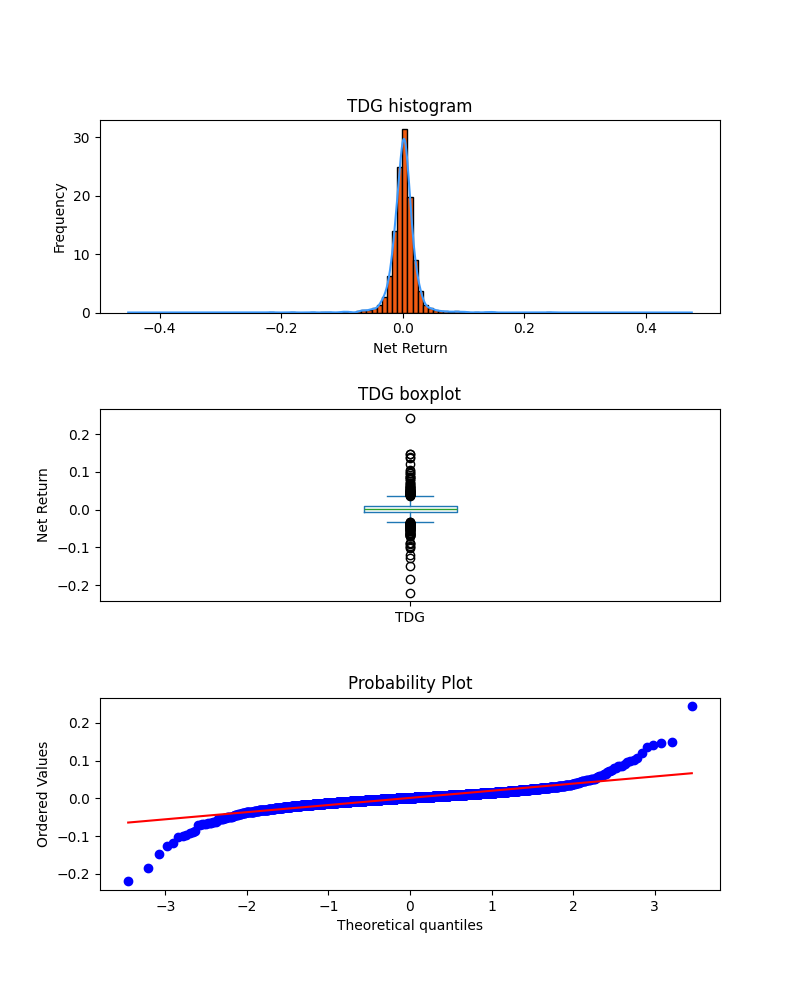 TDG histogram
30
20
10
0
Frequency
−0.4 −0.2 0.0 0.2 0.4
Net Return
TDG boxplot
0.2
0.1
0.0
−0.1
−0.2
Net Return
TDG
Probability Plot
0.2
0.1
0.0
−0.1
−0.2
Ordered Values
−3 −2 −1 0 1 2 3
Theoretical quantiles